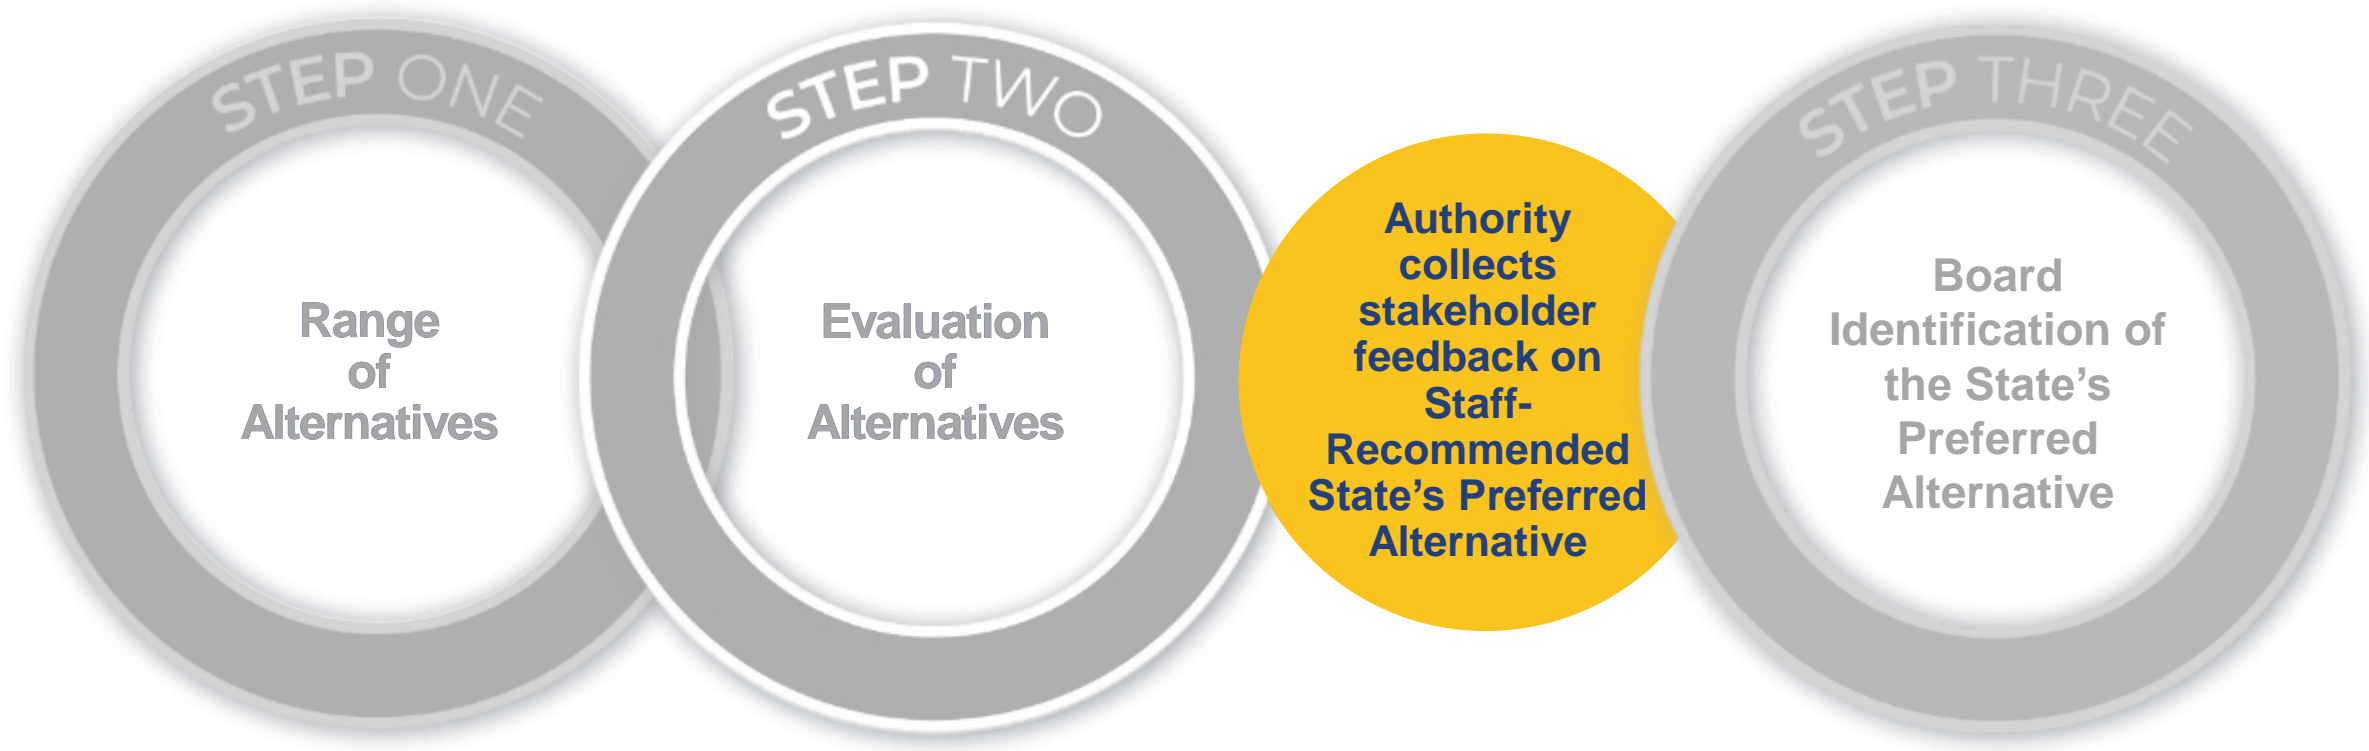 STEP ONE
Range
of
Alternatives
STEP TWO
Evaluation
of
Alternatives
Authority
collects
stakeholder
feedback on
Staff-
Recommended
State’s Preferred
Alternative
STEP THREE
Board
Identification of
the State’s
Preferred
Alternative